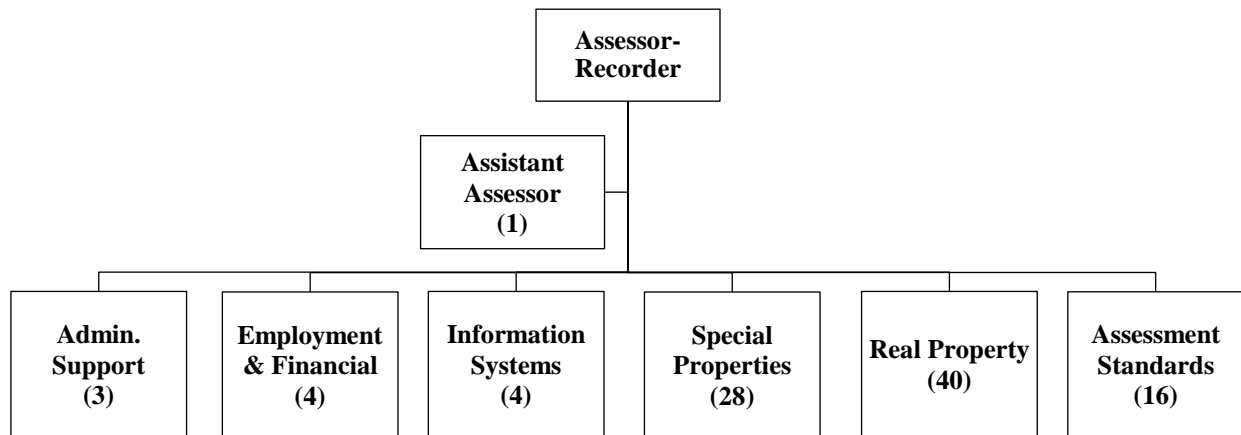 Assessor-
Recorder
Assistant
Assessor
(1)
Admin.
Support
(3)
Employment
& Financial
(4)
Information
Systems
(4)
Special
Properties
(28)
Real Property
(40)
Assessment
Standards
(16)